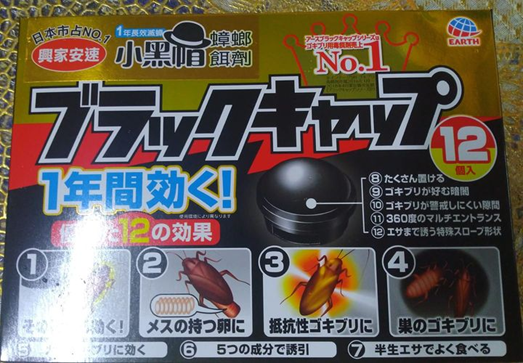 日本市占NO.1
興家安速
1年長效滅蟑
小黑帽
蟑螂
餌劑
アースブラックキャップシリーズは
ゴキブリ用毒餌剤売上
No.1
EARTH
ブラックキャップ
12
個入
1年間効く!
12の効果
⑧ たくさん置ける
⑨ ゴキブリが好む暗闇
⑩ ゴキブリが警戒しにくい隙間
⑪ 360度のマルチエントランス
⑫ エサまで誘う特殊スロープ形状
1
効く!
2
メスの持つ卵に
3
抵抗性ゴキブリに
4
巣のゴキブリに
ゴキブリに効く
⑥ 5つの成分で誘引
⑦ 半生エサでよく食べる